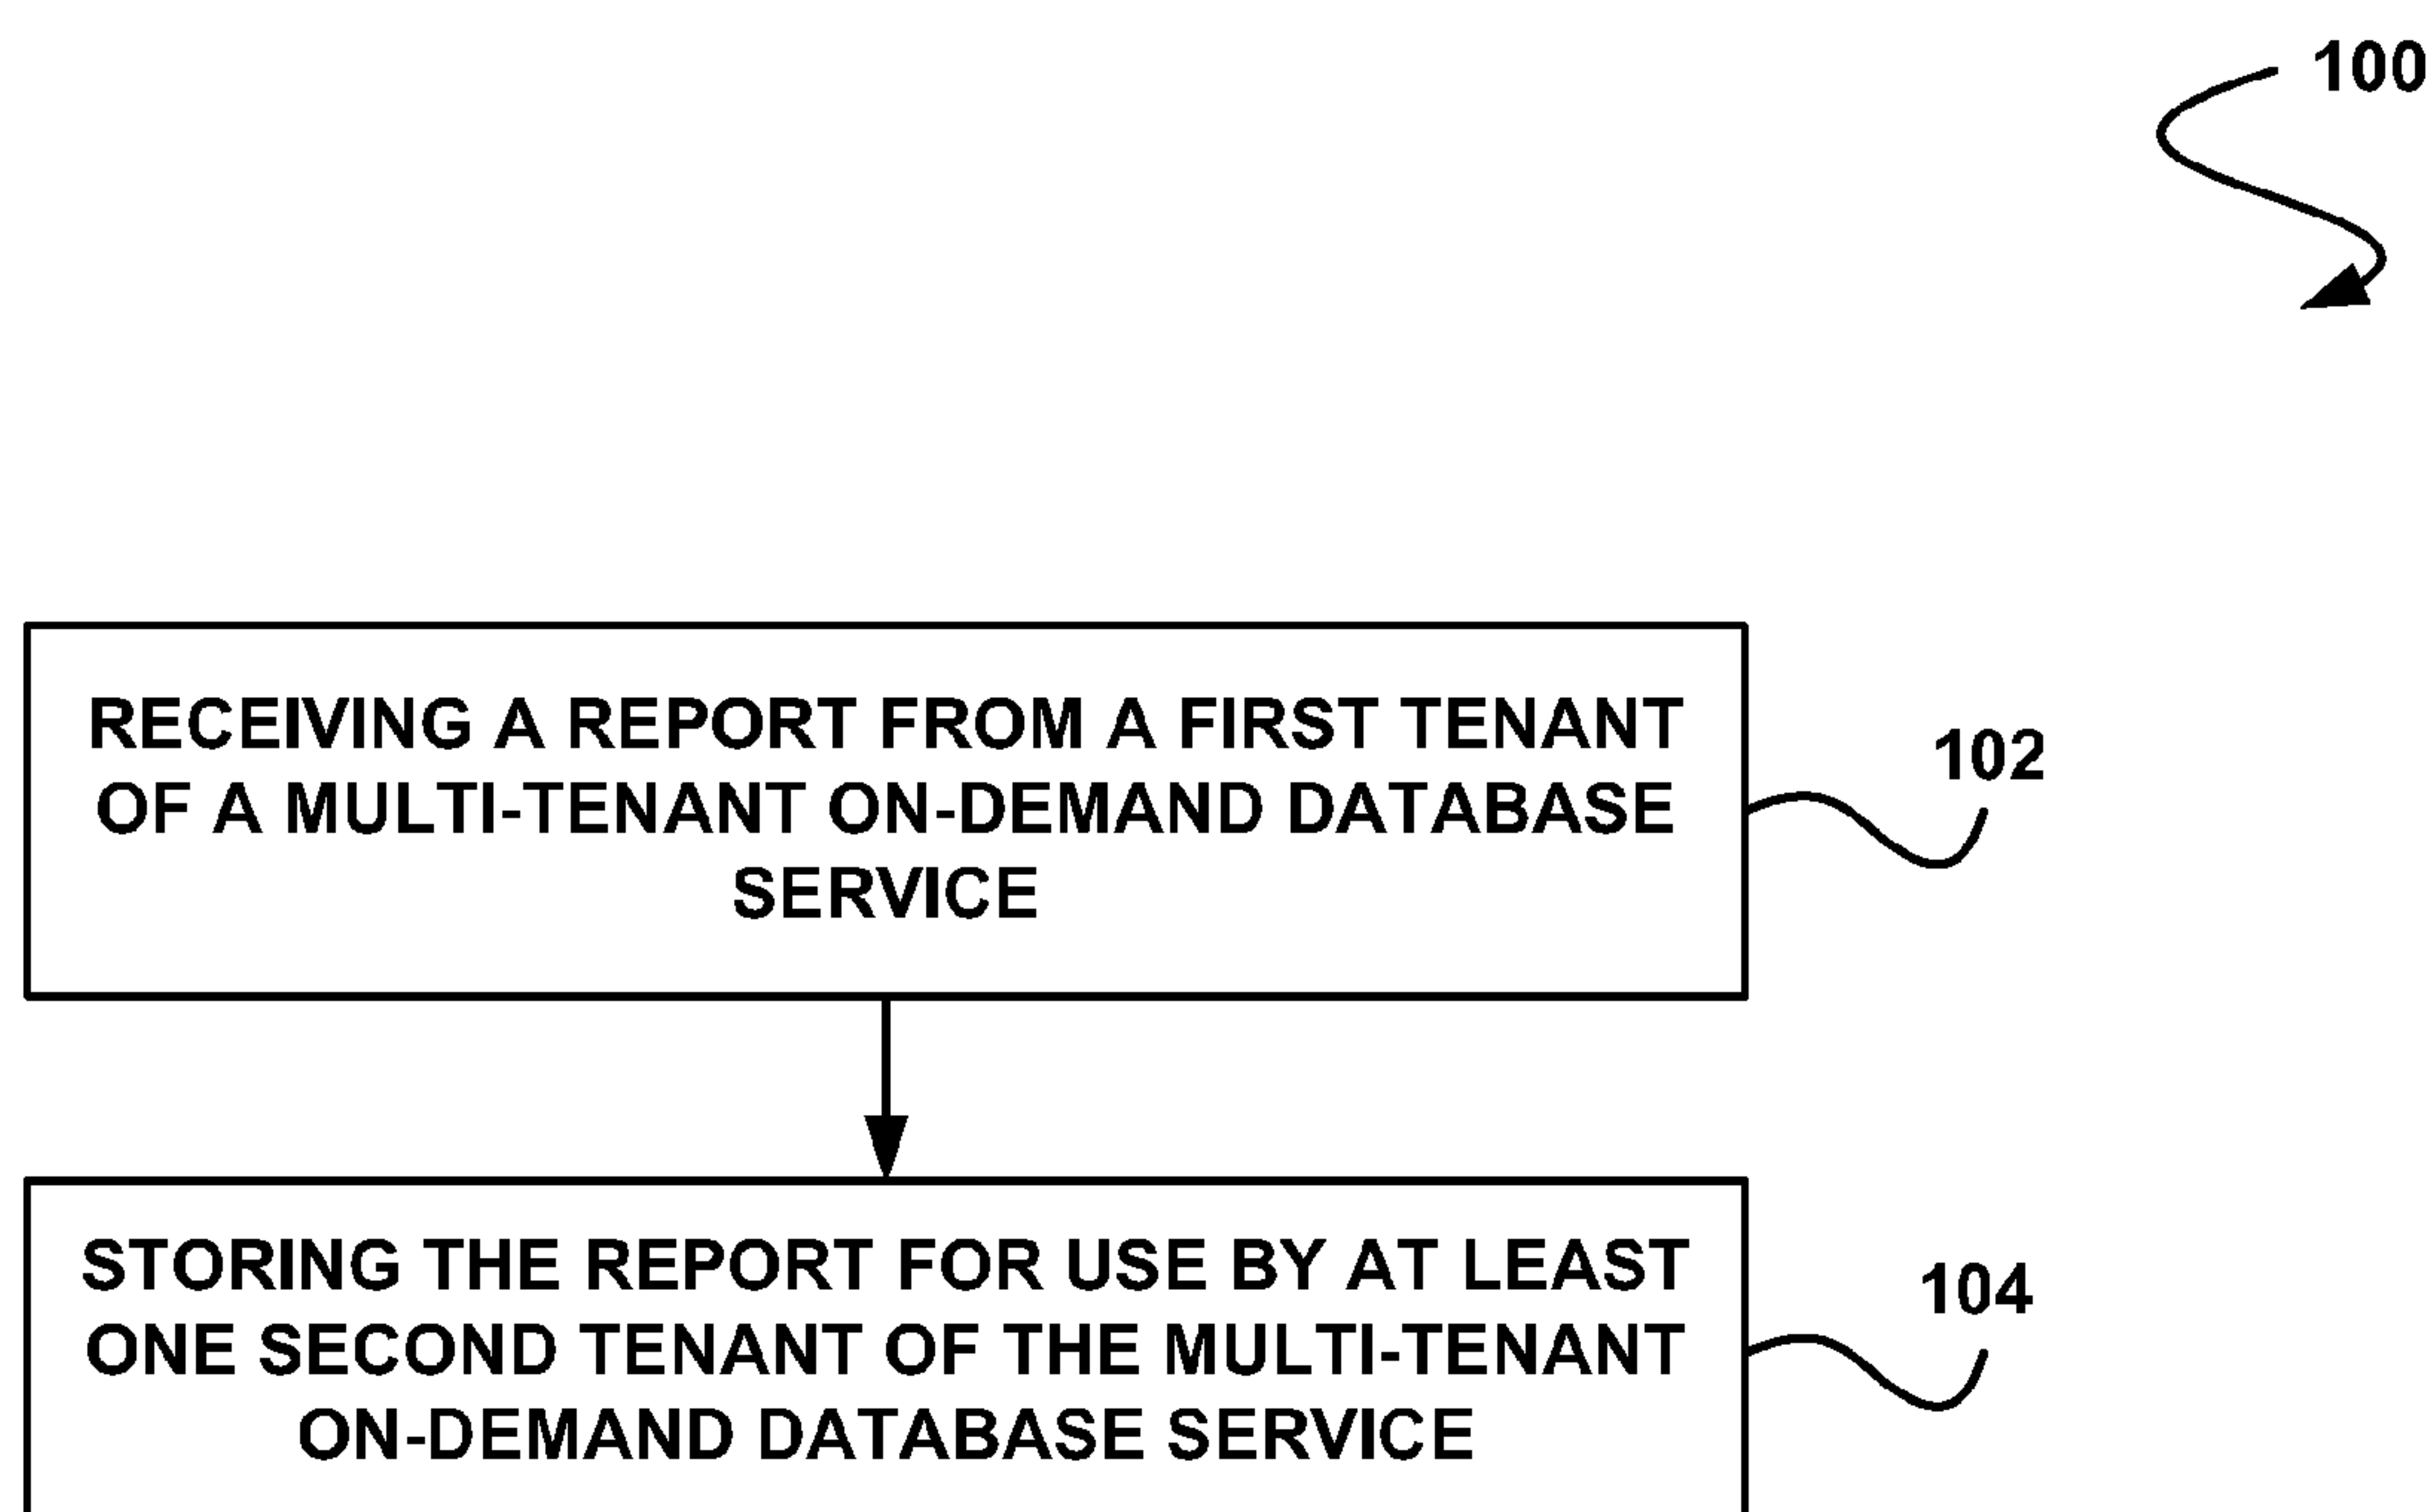 100
RECEIVING A REPORT FROM A FIRST TENANT
OF A MULTI-TENANT ON-DEMAND DATABASE
SERVICE
102
STORING THE REPORT FOR USE BY AT LEAST
ONE SECOND TENANT OF THE MULTI-TENANT
ON-DEMAND DATABASE SERVICE
104